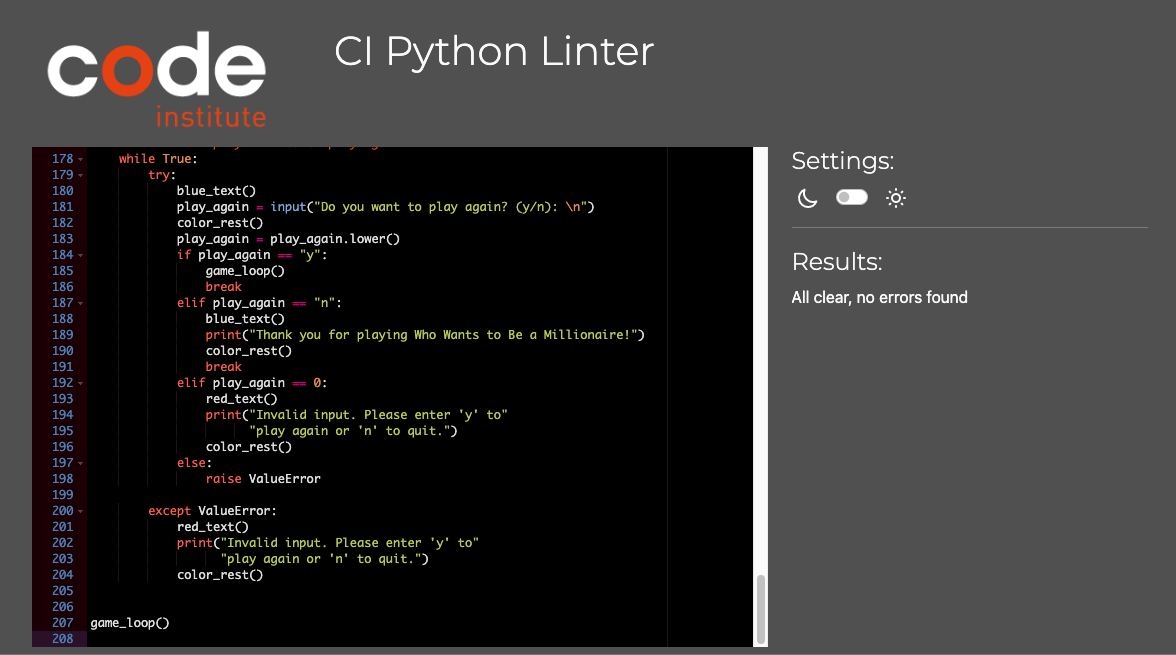 code
institute
CI Python Linter
178 while True:
179 try:
180 blue_text()
181 play_again = input("Do you want to play again? (y/n): \n")
182 color_rest()
183 play_again = play_again.lower()
184 if play_again == "y":
185 game_loop()
186 break
187 elif play_again == "n":
188 blue_text()
189 print("Thank you for playing Who Wants to Be a Millionaire!")
190 color_rest()
191 break
192 elif play_again == 0:
193 red_text()
194 print("Invalid input. Please enter 'y' to"
195 "play again or 'n' to quit.")
196 color_rest()
197 else:
198 raise ValueError
199
200 except ValueError:
201 red_text()
202 print("Invalid input. Please enter 'y' to"
203 "play again or 'n' to quit.")
204 color_rest()
205
206
207 game_loop()
208
Settings:
Results:
All clear, no errors found